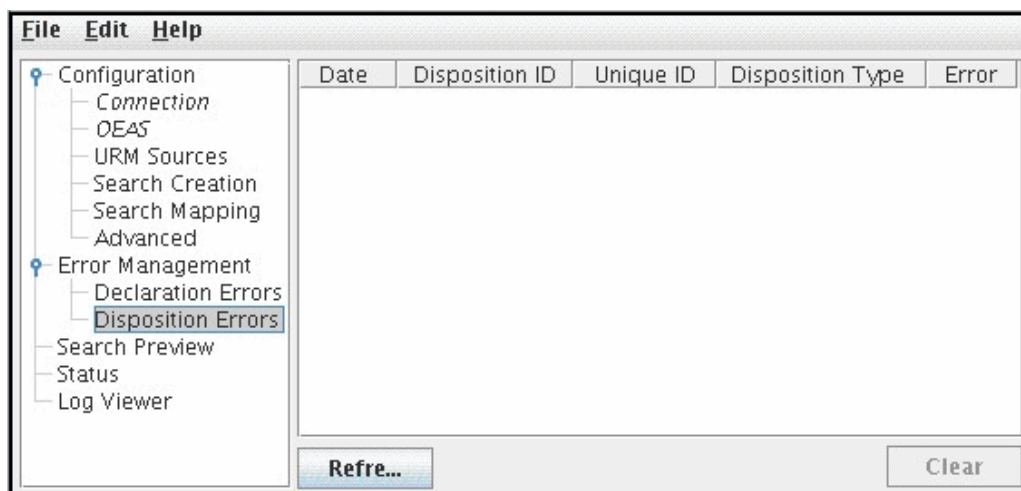 File Edit Help
Configuration
Connection
OEAS
URM Sources
Search Creation
Search Mapping
Advanced
Error Management
Declaration Errors
Disposition Errors
Search Preview
Status
Log Viewer
Date Disposition ID Unique ID Disposition Type Error
Refre... Clear